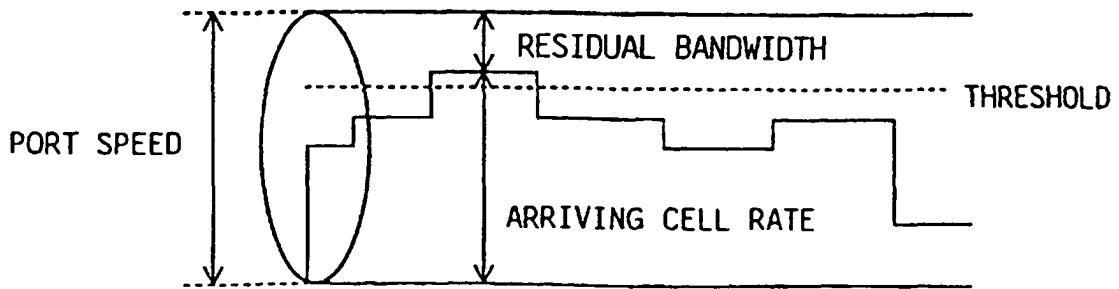 RESIDUAL BANDWIDTH
THRESHOLD
PORT SPEED
ARRIVING CELL RATE